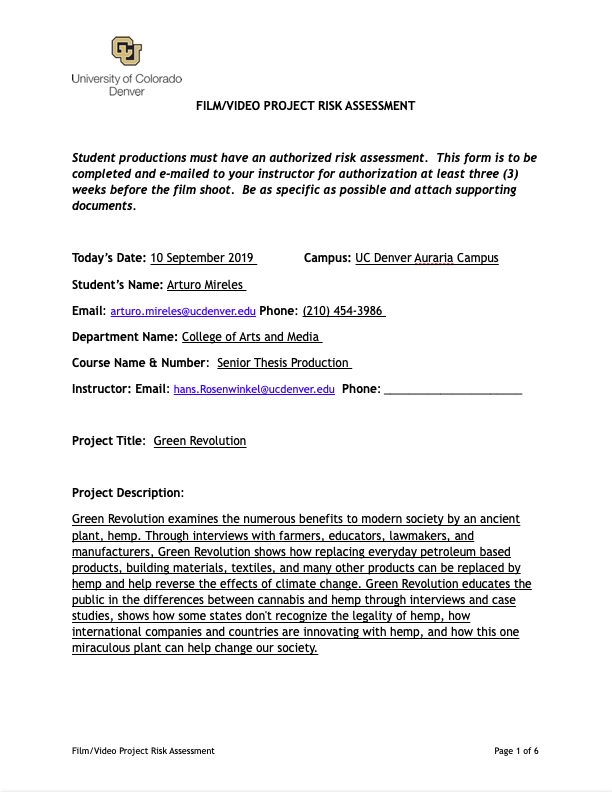 University of Colorado
Denver
FILM/VIDEO PROJECT RISK ASSESSMENT
Student productions must have an authorized risk assessment.  This form is to be
completed and e-mailed to your instructor for authorization at least three (3)
weeks before the film shoot.  Be as specific as possible and attach supporting
documents.
Today's Date: 10 September 2019 Campus: UC Denver Auraria Campus
Student's Name: Arturo Mireles
Email: arturo.mireles@ucdenver.edu Phone: (210) 454-3986
Department Name: College of Arts and Media
Course Name & Number:  Senior Thesis Production
Instructor: Email: hans.Rosenwinkel@ucdenver.edu  Phone: ______________________
Project Title:  Green Revolution
Project Description:
Green Revolution examines the numerous benefits to modern society by an ancient
plant, hemp. Through interviews with farmers, educators, lawmakers, and
manufacturers, Green Revolution shows how replacing everyday petroleum based
products, building materials, textiles, and many other products can be replaced by
hemp and help reverse the effects of climate change. Green Revolution educates the
public in the differences between cannabis and hemp through interviews and case
studies, shows how some states don't recognize the legality of hemp, how
international companies and countries are innovating with hemp, and how this one
miraculous plant can help change our society.
Film/Video Project Risk Assessment Page 1 of 6